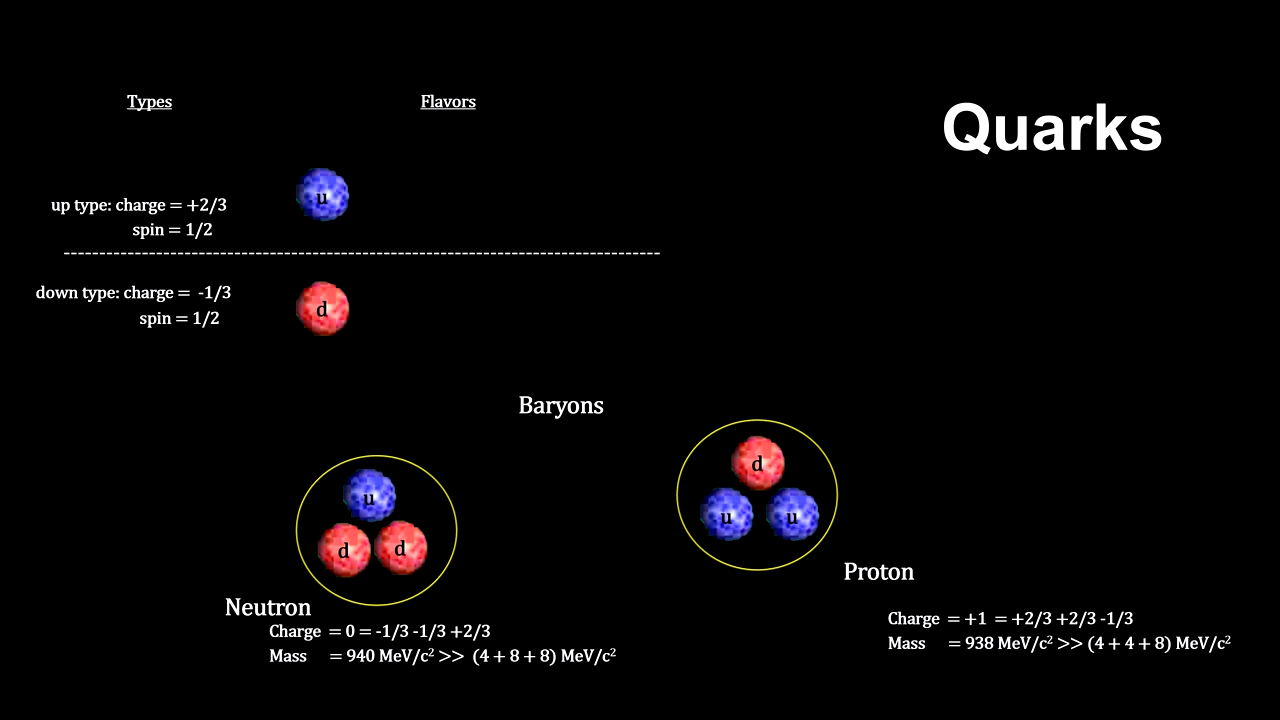 Quarks
Types
Flavors
u
up type: charge = +2/3
spin = 1/2
--------------------------------------------------------------------------------------
down type: charge = -1/3
spin = 1/2
d
Baryons
u
d d
d
u u
Neutron
Charge = 0 = -1/3 -1/3 +2/3
Mass = 940 MeV/c² >> (4 + 8 + 8) MeV/c²
Proton
Charge = +1 = +2/3 +2/3 -1/3
Mass = 938 MeV/c² >> (4 + 4 + 8) MeV/c²